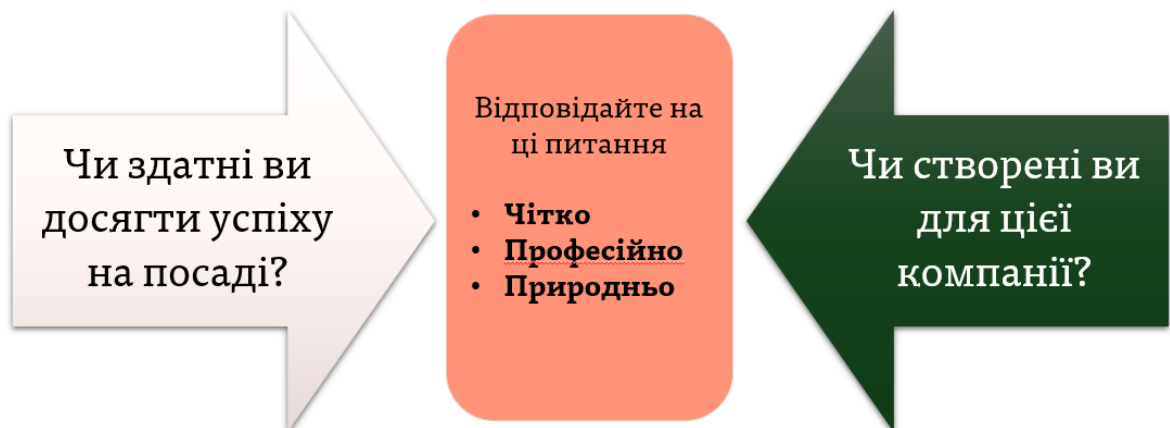 Чи здатні ви
досягти успіху
на посаді?
Відповідайте на
ці питання
• Чітко
• Професійно
• Природньо
Чи створені ви
для цієї
компанії?